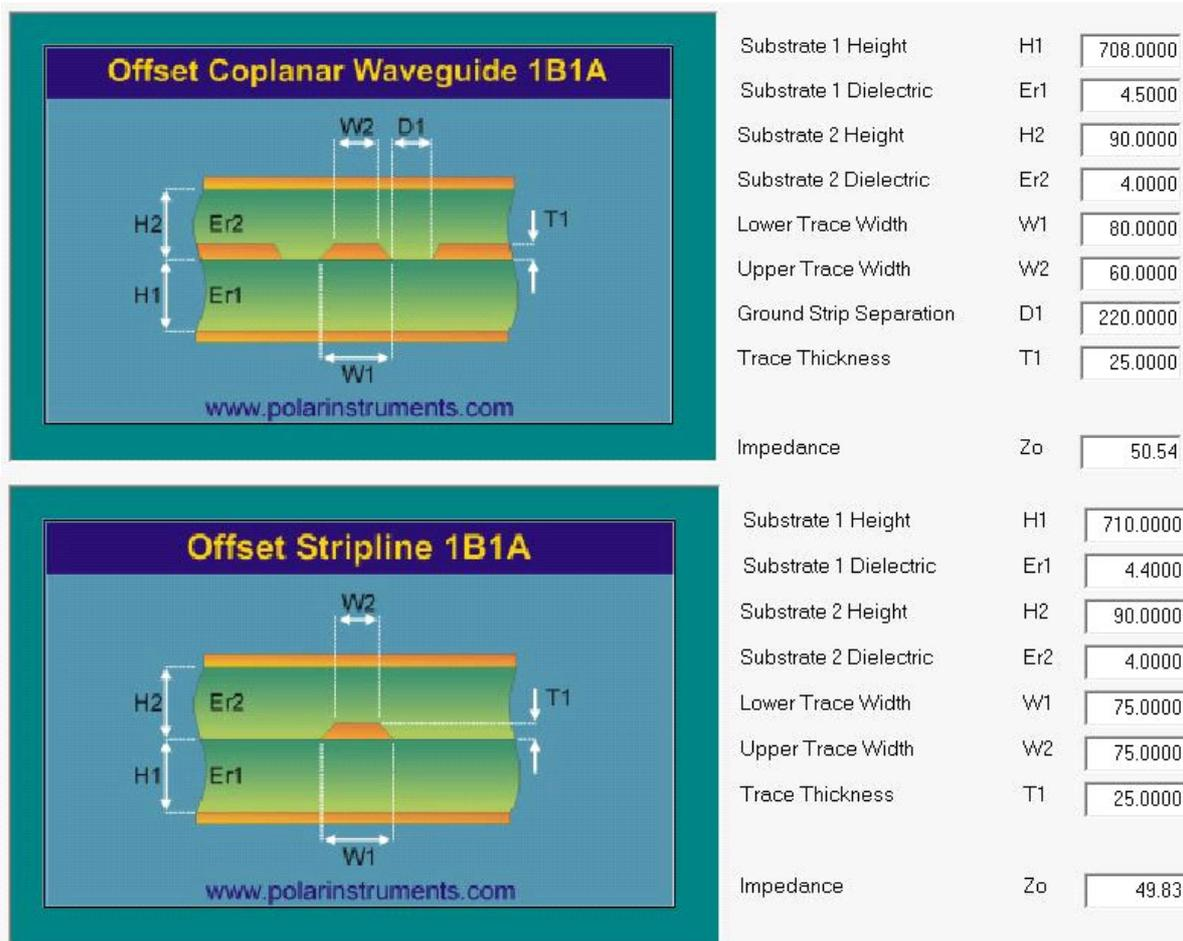 Offset Coplanar Waveguide 1B1A
W2 D1
H2 Er2 T1
H1 Er1
W1
www.polarinstruments.com
Substrate 1 Height H1 708.0000
Substrate 1 Dielectric Er1 4.5000
Substrate 2 Height H2 90.0000
Substrate 2 Dielectric Er2 4.0000
Lower Trace Width W1 80.0000
Upper Trace Width W2 60.0000
Ground Strip Separation D1 220.0000
Trace Thickness T1 25.0000
Impedance Zo 50.54
Offset Stripline 1B1A
W2
H2 Er2 T1
H1 Er1
W1
www.polarinstruments.com
Substrate 1 Height H1 710.0000
Substrate 1 Dielectric Er1 4.4000
Substrate 2 Height H2 90.0000
Substrate 2 Dielectric Er2 4.0000
Lower Trace Width W1 75.0000
Upper Trace Width W2 75.0000
Trace Thickness T1 25.0000
Impedance Zo 49.83